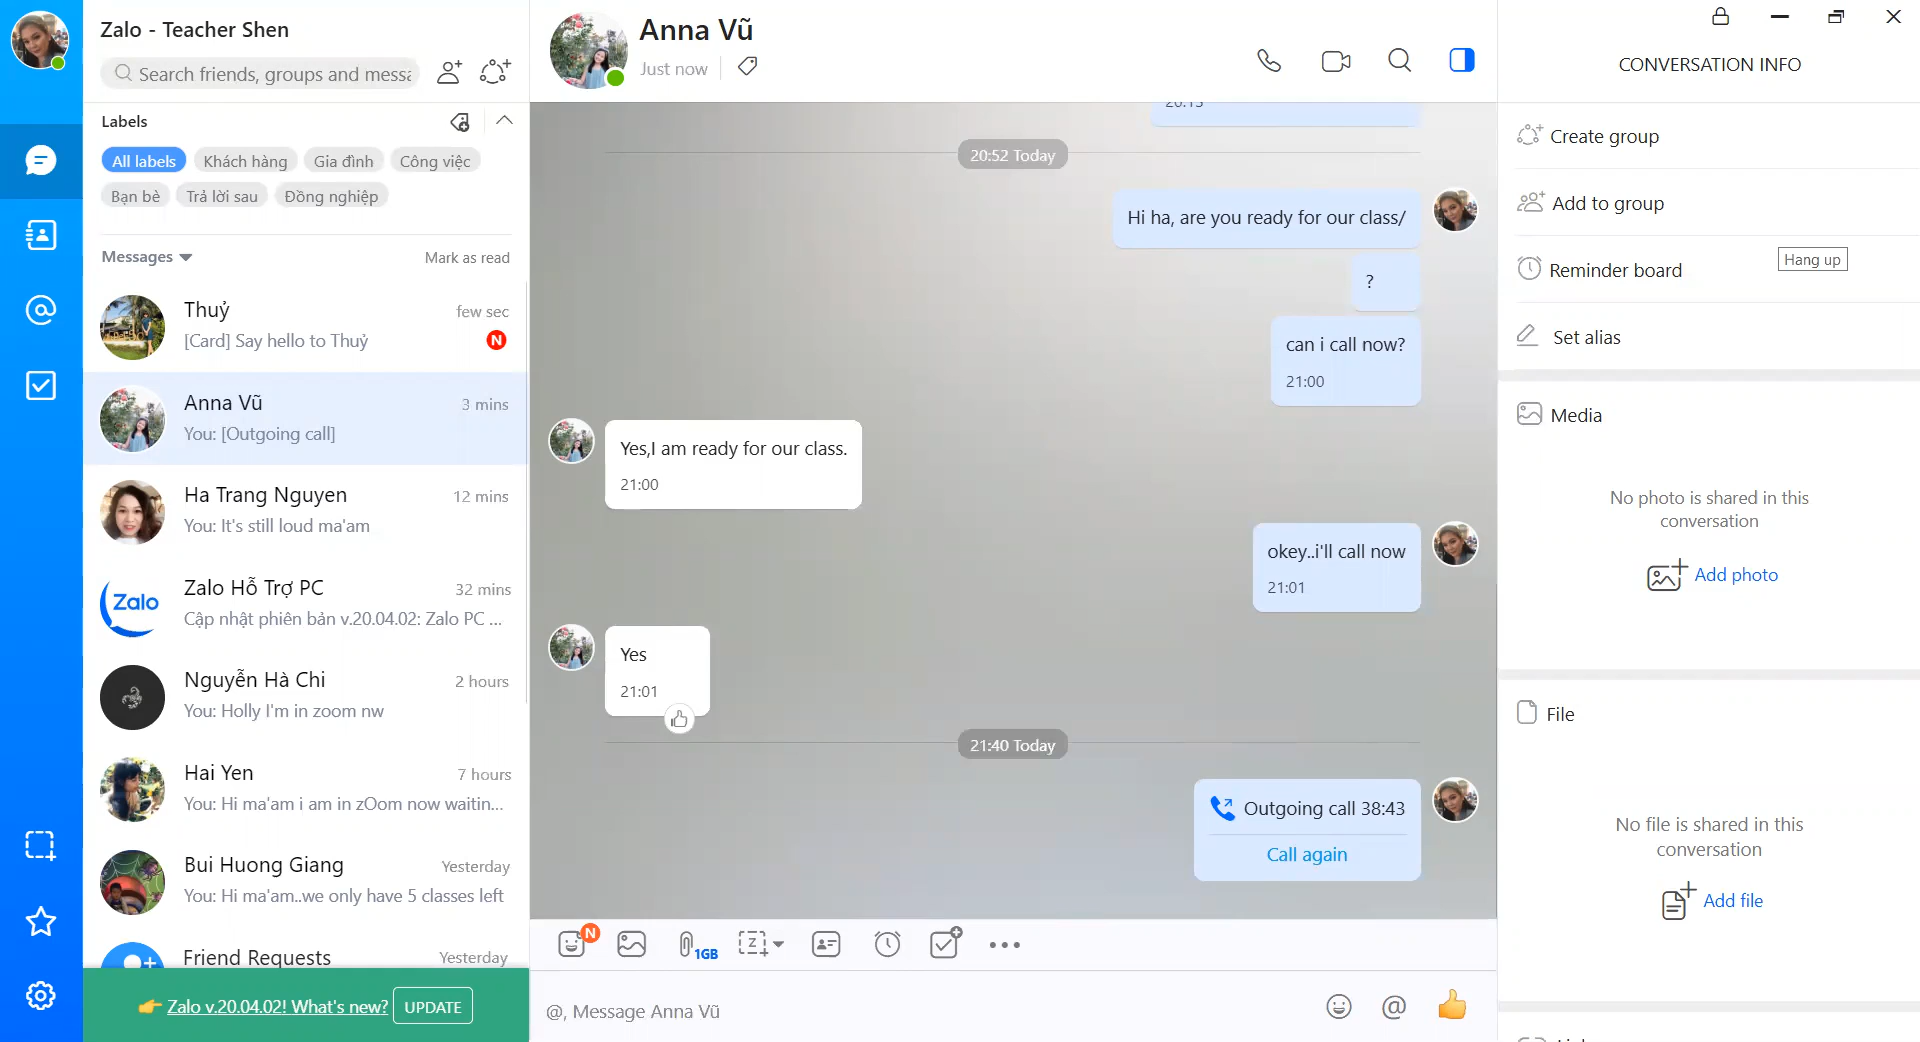 Zalo - Teacher Shen
Search friends, groups and messa
Labels
All labels
Khách hàng
Gia đình
Công việc
Bạn bè
Trả lời sau
Đồng nghiệp
Messages
Mark as read
Thuỷ
few sec
[Card] Say hello to Thuỷ
N
Anna Vũ
3 mins
You: [Outgoing call]
Ha Trang Nguyen
12 mins
You: It's still loud ma'am
Zalo
Zalo Hỗ Trợ PC
32 mins
Cập nhật phiên bản v.20.04.02: Zalo PC ...
Nguyễn Hà Chi
2 hours
You: Holly I'm in zoom nw
Hai Yen
7 hours
You: Hi ma'am i am in zOom now waitin...
Bui Huong Giang
Yesterday
You: Hi ma'am..we only have 5 classes left
Friend Requests
Yesterday
Zalo v.20.04.02! What's new?
UPDATE
Anna Vũ
Just now
20:15
20:52 Today
Hi ha, are you ready for our class/
?
can i call now?
21:00
Yes,I am ready for our class.
21:00
okey..i'll call now
21:01
Yes
21:01
21:40 Today
Outgoing call 38:43
Call again
N
1GB
Z
@, Message Anna Vũ
@
CONVERSATION INFO
Create group
Add to group
Reminder board
Hang up
Set alias
Media
No photo is shared in this
conversation
Add photo
File
No file is shared in this
conversation
Add file